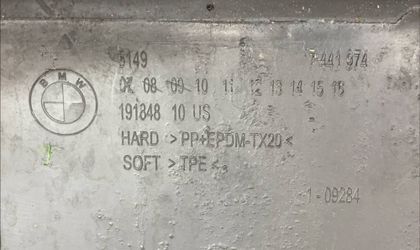 BMW
5149 7 441 974
07 08 09 10 11 12 13 14 15 16
191848 10 US
HARD >PP+EPDM-TX20<
SOFT >TPE<
1-09284